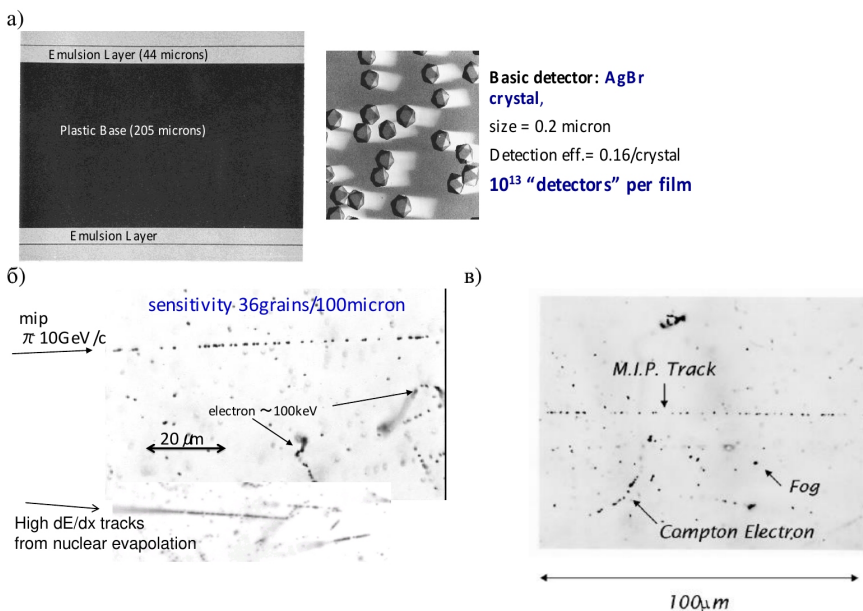 а)
Emulsion Layer (44 microns)
Plastic Base (205 microns)
Emulsion Layer
Basic detector: AgBr
crystal,
size = 0.2 micron
Detection eff.= 0.16/crystal
10¹³ “detectors” per film
б)
sensitivity 36grains/100micron
mip
π 10GeV/c
electron ~100keV
20 μm
High dE/dx tracks
from nuclear evapolation
в)
M.I.P. Track
Fog
Compton Electron
100μm